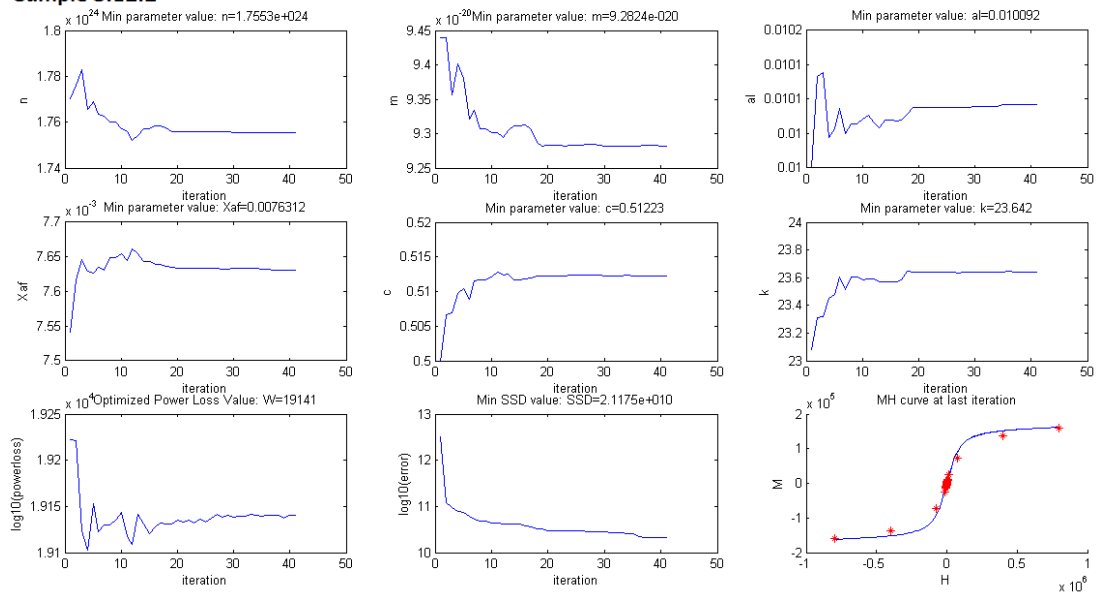 x 10^24 Min parameter value: n=1.7553e+024
1.8
1.78
1.76
1.74
n
0 10 20 30 40 50
iteration
x 10^-20 Min parameter value: m=9.2824e-020
9.45
9.4
9.35
9.3
9.25
m
0 10 20 30 40 50
iteration
Min parameter value: al=0.010092
0.0102
0.0101
0.0101
0.01
0.01
al
0 10 20 30 40 50
iteration
x 10^-3 Min parameter value: Xaf=0.0076312
7.7
7.65
7.6
7.55
7.5
Xaf
0 10 20 30 40 50
iteration
Min parameter value: c=0.51223
0.52
0.515
0.51
0.505
0.5
c
0 10 20 30 40 50
iteration
Min parameter value: k=23.642
24
23.8
23.6
23.4
23.2
23
k
0 10 20 30 40 50
iteration
x 10^4 Optimized Power Loss Value: W=19141
1.925
1.92
1.915
1.91
log10(powerloss)
0 10 20 30 40 50
iteration
Min SSD value: SSD=2.1175e+010
13
12
11
10
log10(error)
0 10 20 30 40 50
iteration
MH curve at last iteration
x 10^5
2
1
0
-1
-2
M
-1 -0.5 0 0.5 1
H
x 10^6